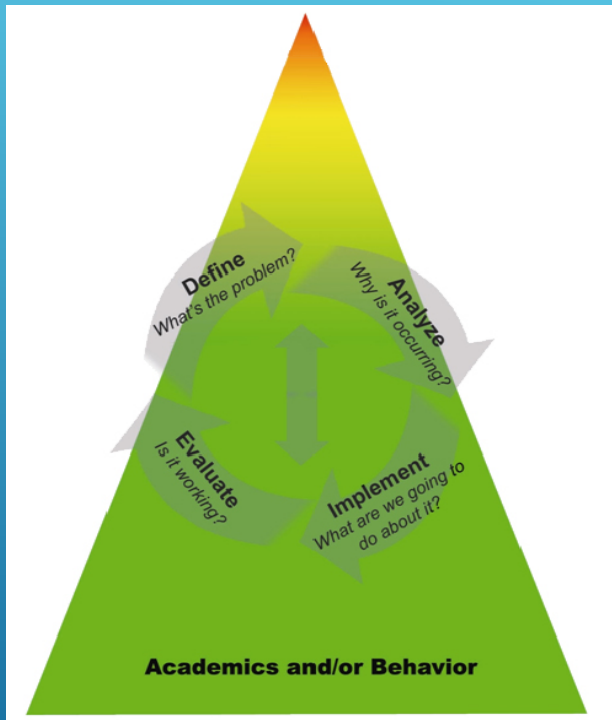 Define
What's the problem?
Analyze
Why is it occurring?
Implement
What are we going to
do about it?
Evaluate
Is it working?
Academics and/or Behavior